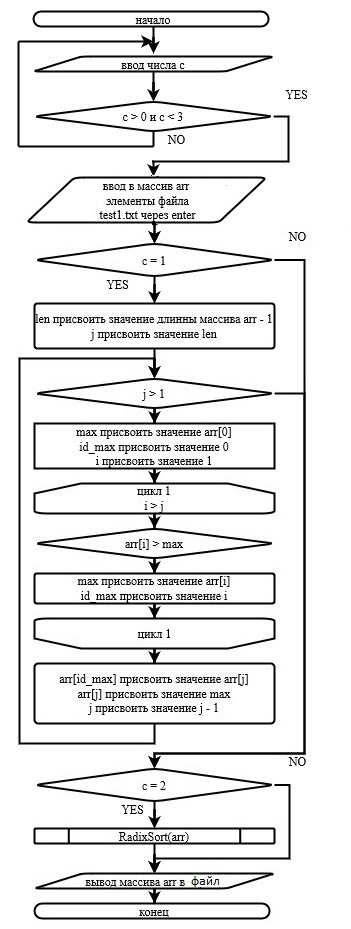 начало
ввод числа c
YES
c > 0 и c < 3
NO
ввод в массив arr
элементы файла
test1.txt через enter
NO
c = 1
YES
len присвоить значение длинны массива arr - 1
j присвоить значение len
j > 1
max присвоить значение arr[0]
id_max присвоить значение 0
i присвоить значение 1
цикл 1
i > j
arr[i] > max
max присвоить значение arr[i]
id_max присвоить значение i
цикл 1
arr[id_max] присвоить значение arr[j]
arr[j] присвоить значение max
j присвоить значение j - 1
NO
c = 2
YES
RadixSort(arr)
вывод массива arr в файл
конец